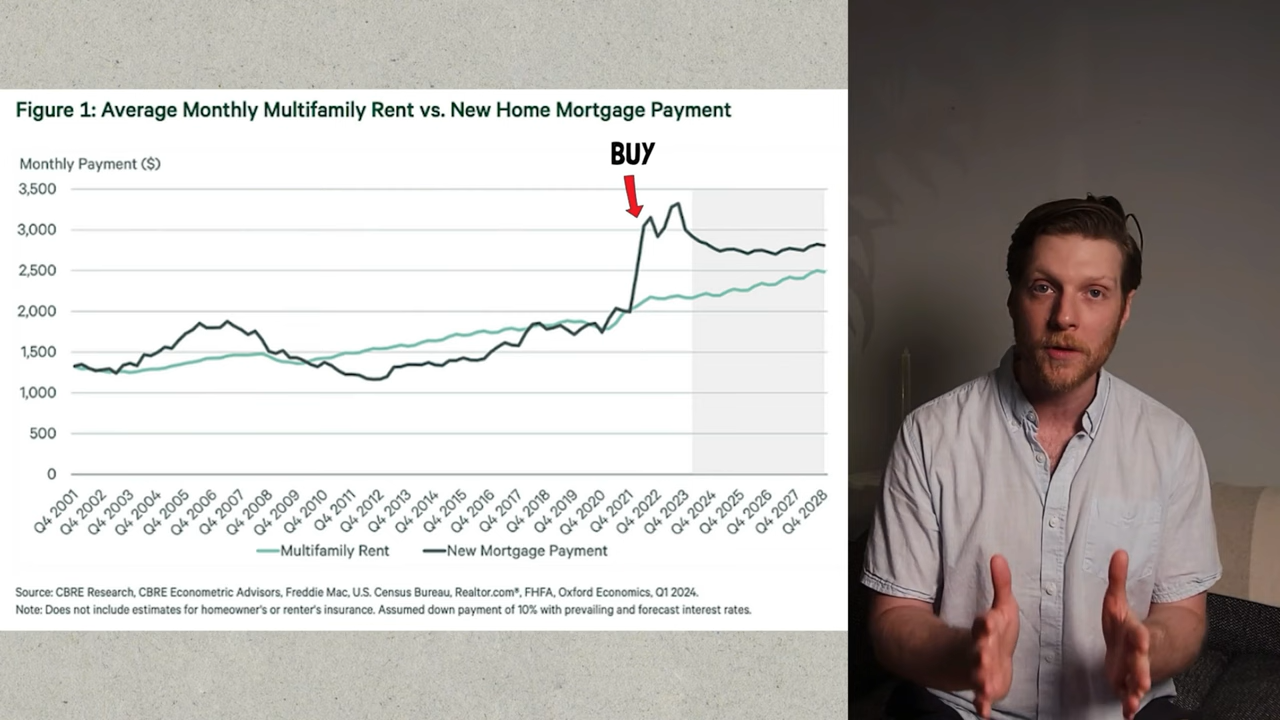 Figure 1: Average Monthly Multifamily Rent vs. New Home Mortgage Payment
BUY
Monthly Payment ($)
3,500
3,000
2,500
2,000
1,500
1,000
500
0
Q4 2001
Q4 2002
Q4 2003
Q4 2004
Q4 2005
Q4 2006
Q4 2007
Q4 2008
Q4 2009
Q4 2010
Q4 2011
Q4 2012
Q4 2013
Q4 2014
Q4 2015
Q4 2016
Q4 2017
Q4 2018
Q4 2019
Q4 2020
Q4 2021
Q4 2022
Q4 2023
Q4 2024
Q4 2025
Q4 2026
Q4 2027
Q4 2028
Multifamily Rent
New Mortgage Payment
Source: CBRE Research, CBRE Econometric Advisors, Freddie Mac, U.S. Census Bureau, Realtor.com®, FHFA, Oxford Economics, Q1 2024.
Note: Does not include estimates for homeowner's or renter's insurance. Assumed down payment of 10% with prevailing and forecast interest rates.